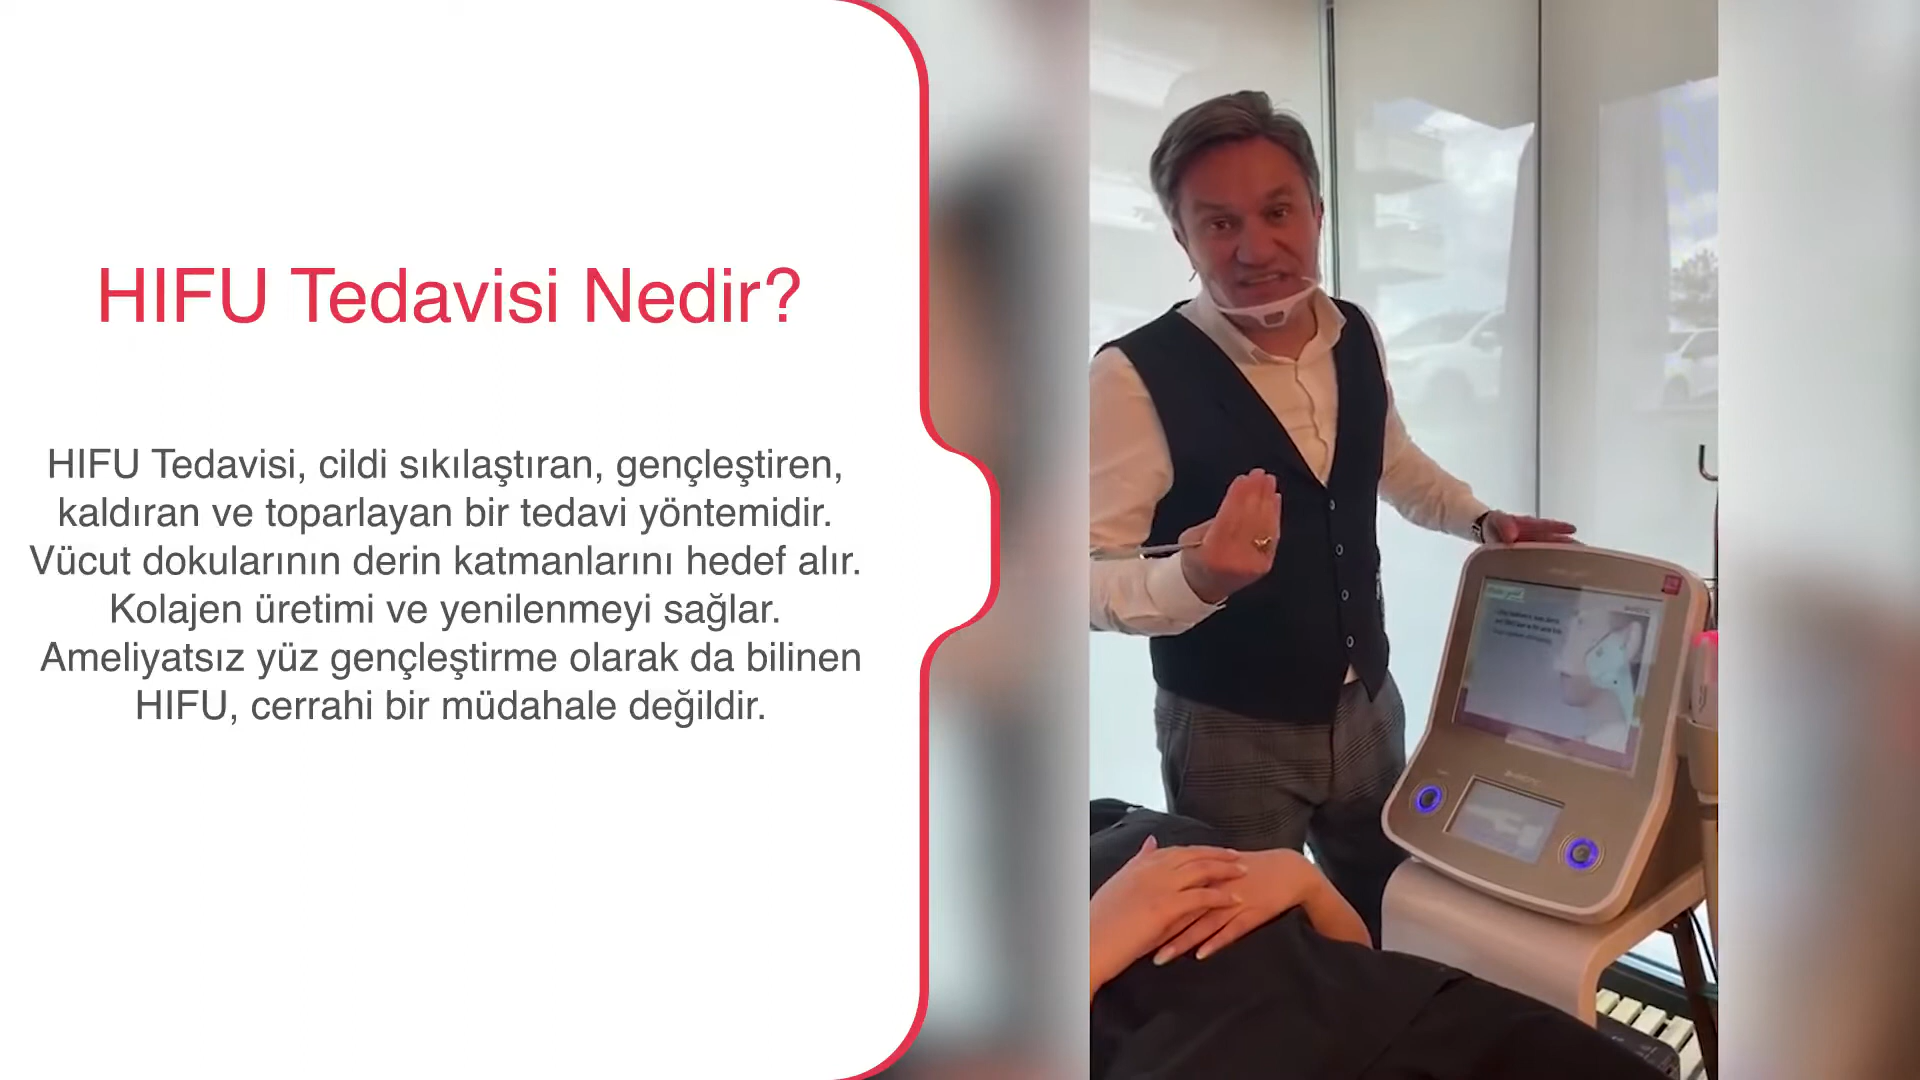 HIFU Tedavisi Nedir?
HIFU Tedavisi, cildi sıkılaştıran, gençleştiren,
kaldıran ve toparlayan bir tedavi yöntemidir.
Vücut dokularının derin katmanlarını hedef alır.
Kolajen üretimi ve yenilenmeyi sağlar.
Ameliyatsız yüz gençleştirme olarak da bilinen
HIFU, cerrahi bir müdahale değildir.